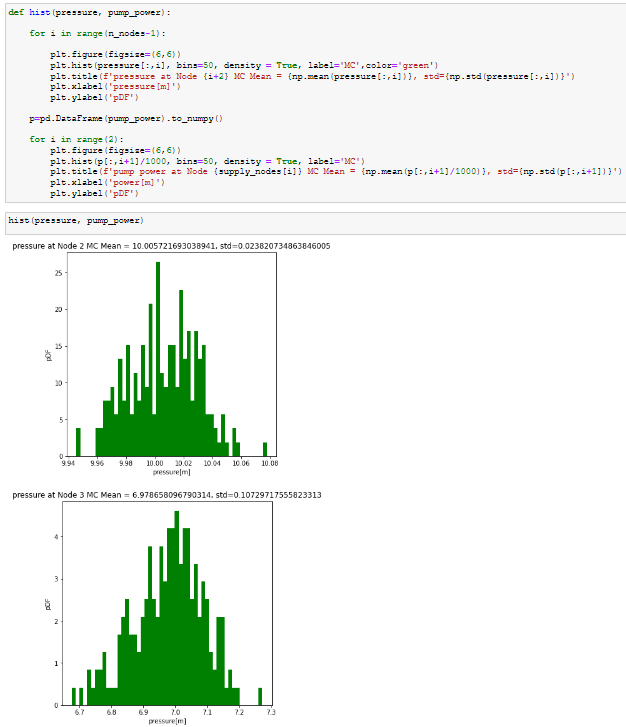 def hist(pressure, pump_power):
for i in range(n_nodes-1):
plt.figure(figsize=(6,6))
plt.hist(pressure[:,i], bins=50, density = True, label='MC',color='green')
plt.title(f'pressure at Node {i+2} MC Mean = {np.mean(pressure[:,i])}, std={np.std(pressure[:,i])}')
plt.xlabel('pressure[m]')
plt.ylabel('pDF')
p=pd.DataFrame(pump_power).to_numpy()
for i in range(2):
plt.figure(figsize=(6,6))
plt.hist(p[:,i+1]/1000, bins=50, density = True, label='MC')
plt.title(f'pump power at Node {supply_nodes[i]} MC Mean = {np.mean(p[:,i+1]/1000)}, std={np.std(p[:,i+1])}')
plt.xlabel('power[m]')
plt.ylabel('pDF')
hist(pressure, pump_power)
pressure at Node 2 MC Mean = 10.005721693038941, std=0.023820734863846005
25
20
15
10
5
0
pDF
9.94 9.96 9.98 10.00 10.02 10.04 10.06 10.08
pressure[m]
pressure at Node 3 MC Mean = 6.978658096790314, std=0.10729717555823313
4
3
2
1
0
pDF
6.7 6.8 6.9 7.0 7.1 7.2 7.3
pressure[m]